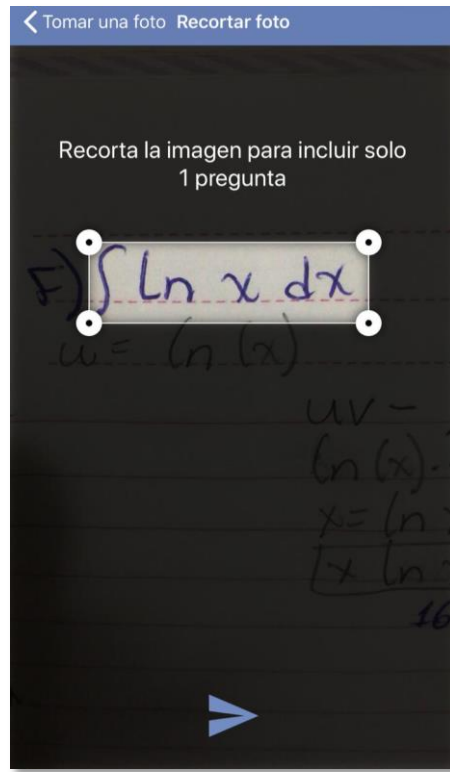 Tomar una foto Recortar foto
Recorta la imagen para incluir solo
1 pregunta
F) ∫ Ln x dx
u = ln (x)
uv -
ln (x) ·
x = ln
x ln
16